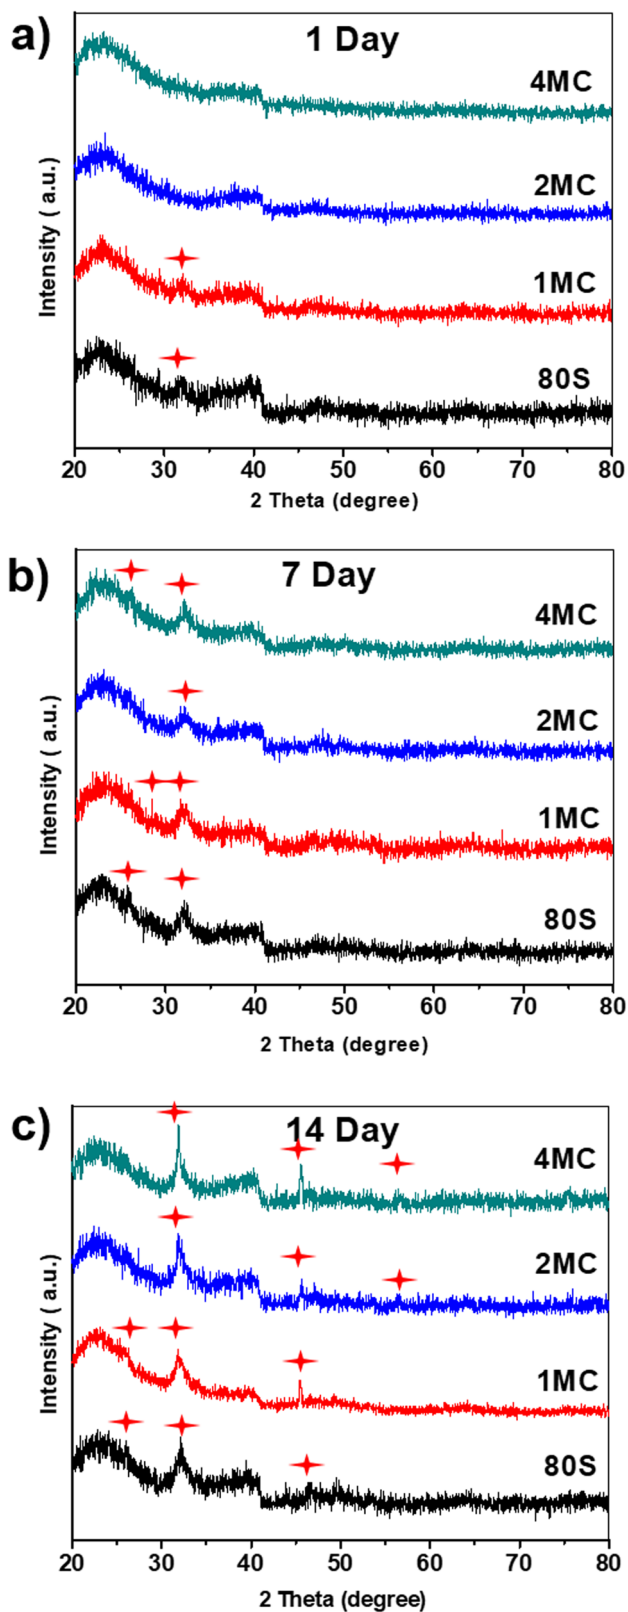 a)
1 Day
4MC
2MC
1MC
80S
Intensity ( a.u.)
20 30 40 50 60 70 80
2 Theta (degree)
b)
7 Day
4MC
2MC
1MC
80S
Intensity ( a.u.)
20 30 40 50 60 70 80
2 Theta (degree)
c)
14 Day
4MC
2MC
1MC
80S
Intensity ( a.u.)
20 30 40 50 60 70 80
2 Theta (degree)